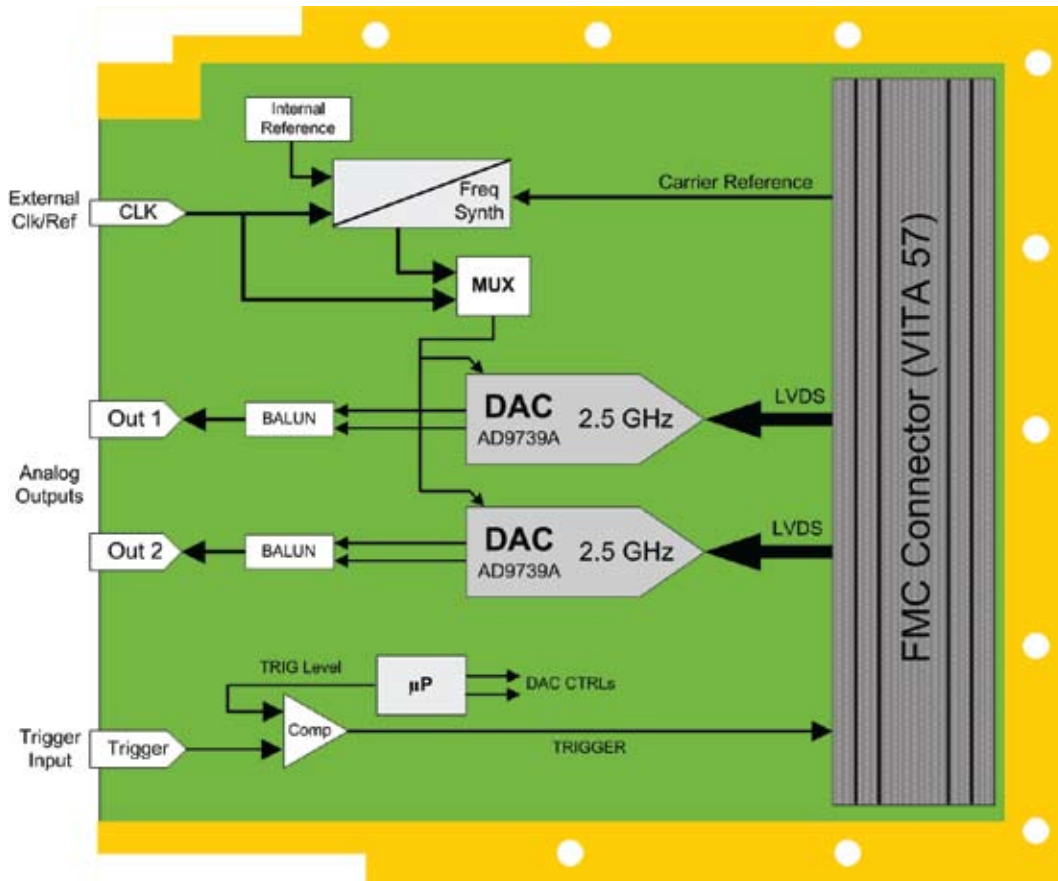 Internal
Reference
External
Clk/Ref
CLK
Freq
Synth
Carrier Reference
MUX
Out 1
BALUN
DAC
AD9739A
2.5 GHz
LVDS
Analog
Outputs
Out 2
BALUN
DAC
AD9739A
2.5 GHz
LVDS
FMC Connector (VITA 57)
TRIG Level
µP
DAC CTRLs
Comp
Trigger
Input
Trigger
TRIGGER